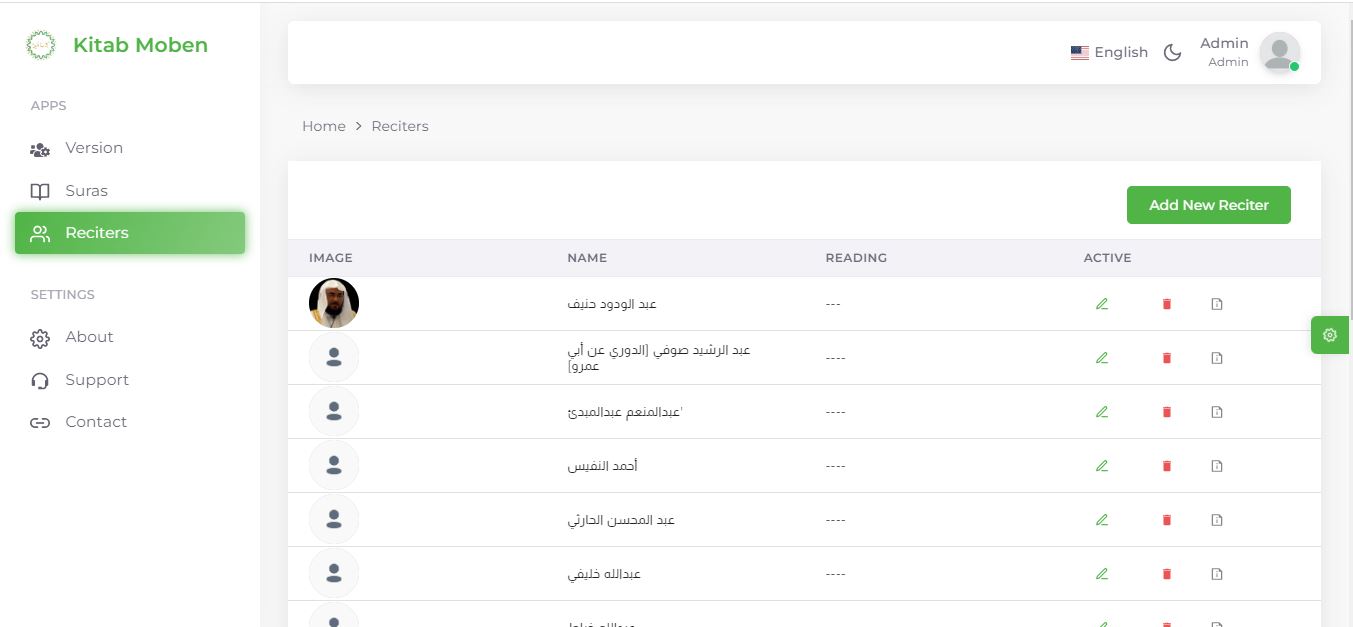 Kitab Moben
English
Admin
Admin
APPS
Version
Suras
Reciters
SETTINGS
About
Support
Contact
Home > Reciters
Add New Reciter
IMAGE NAME READING ACTIVE
عبد الودود حنيف ---
عبد الرشيد صوفي [الدوري عن أبي ----
عمرو]
عبدالمنعم عبدالمبدئ' ----
أحمد النفيس ----
عبد المحسن الحارثي ----
عبدالله خليفي ----